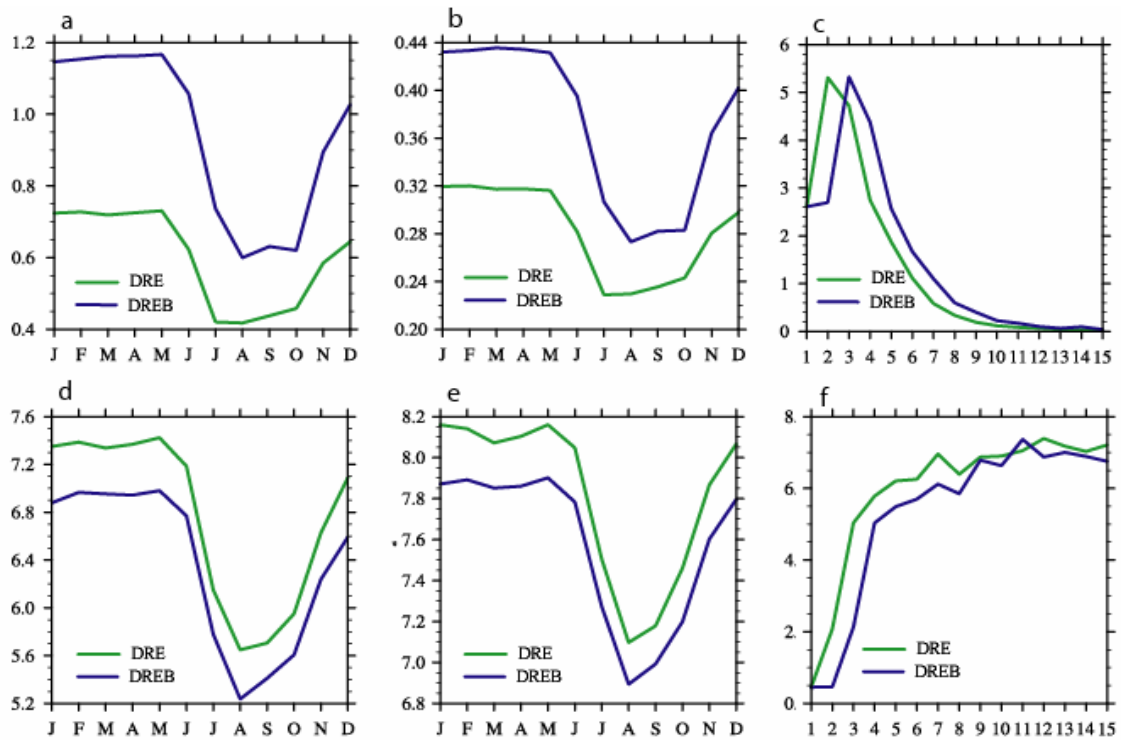 a
b
c
1.2
1.0
0.8
0.6
0.4
DRE
DREB
J F M A M J J A S O N D
0.44
0.40
0.36
0.32
0.28
0.24
0.20
DRE
DREB
J F M A M J J A S O N D
6
5
4
3
2
1
0
DRE
DREB
1 2 3 4 5 6 7 8 9 10 11 12 13 14 15
d
e
f
7.6
7.2
6.8
6.4
6.0
5.6
5.2
DRE
DREB
J F M A M J J A S O N D
8.2
8.0
7.8
7.6
7.4
7.2
7.0
6.8
DRE
DREB
J F M A M J J A S O N D
8.
6.
4.
2.
0.
DRE
DREB
1 2 3 4 5 6 7 8 9 10 11 12 13 14 15